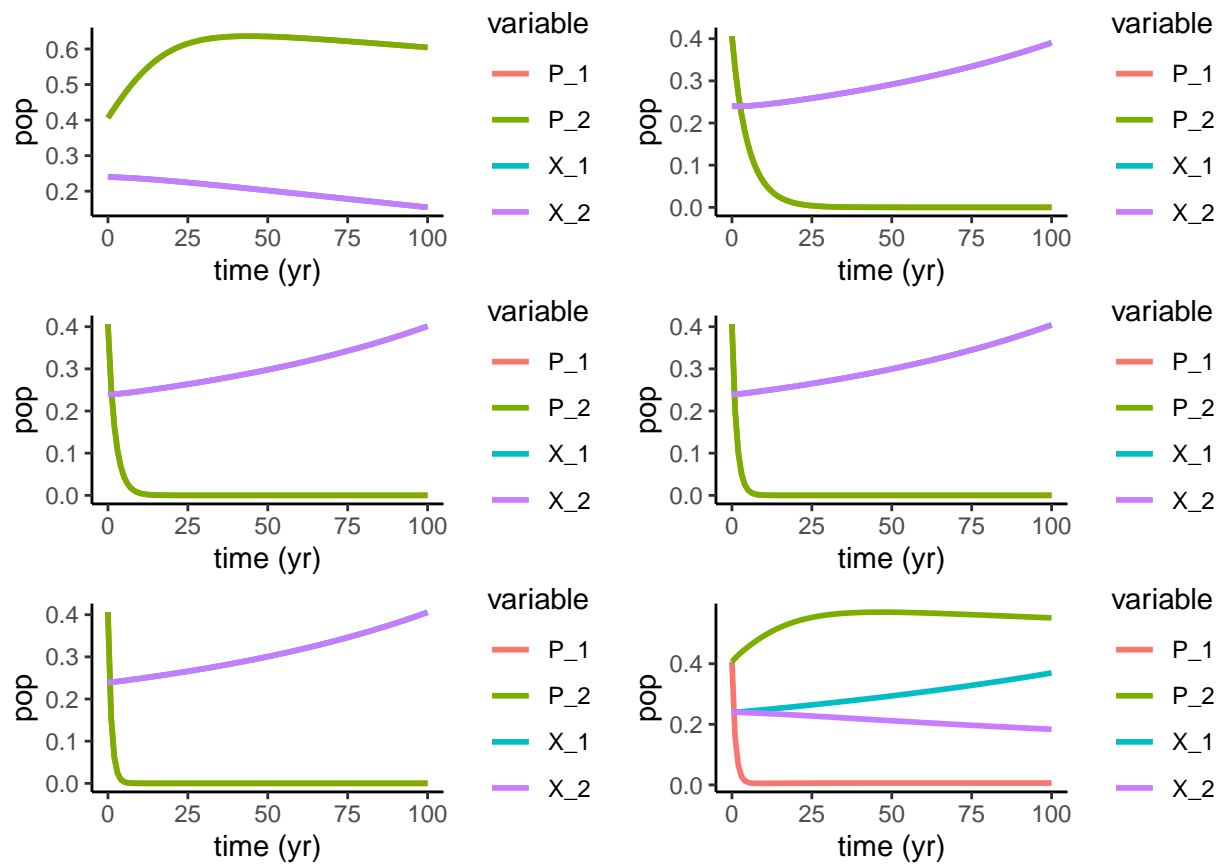 variable
P_1
P_2
X_1
X_2
pop
0.6
0.5
0.4
0.3
0.2
0 25 50 75 100
time (yr)
variable
P_1
P_2
X_1
X_2
pop
0.4
0.3
0.2
0.1
0.0
0 25 50 75 100
time (yr)
variable
P_1
P_2
X_1
X_2
pop
0.4
0.3
0.2
0.1
0.0
0 25 50 75 100
time (yr)
variable
P_1
P_2
X_1
X_2
pop
0.4
0.3
0.2
0.1
0.0
0 25 50 75 100
time (yr)
variable
P_1
P_2
X_1
X_2
pop
0.4
0.3
0.2
0.1
0.0
0 25 50 75 100
time (yr)
variable
P_1
P_2
X_1
X_2
pop
0.4
0.2
0.0
0 25 50 75 100
time (yr)